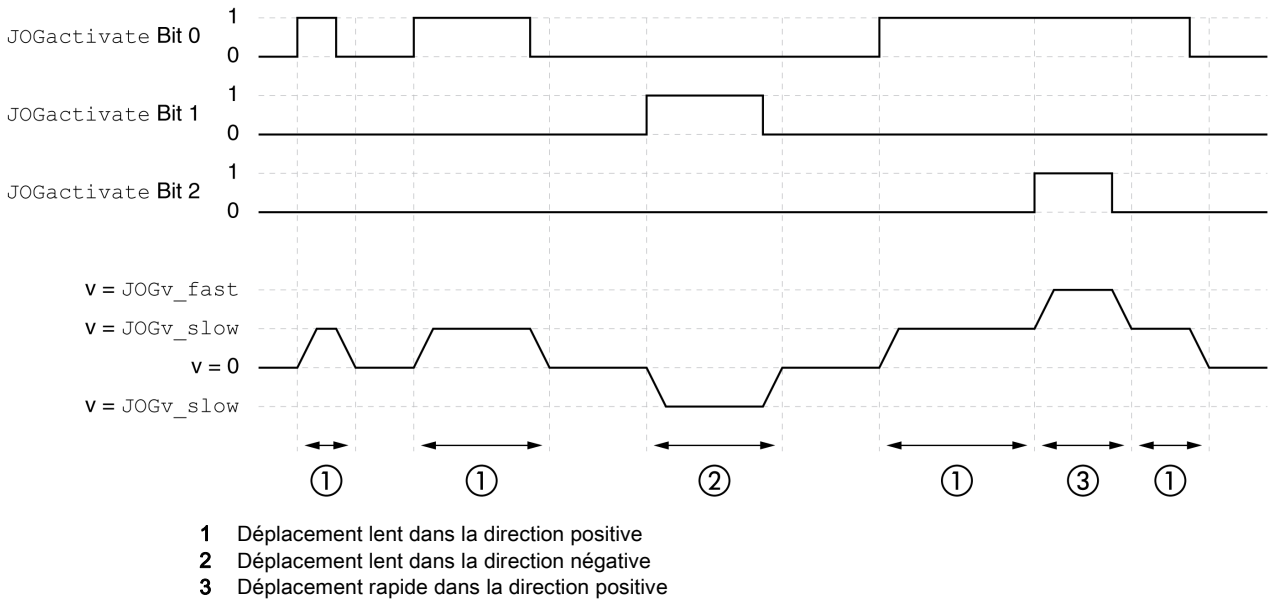 1
JOGactivate Bit 0
0
1
JOGactivate Bit 1
0
1
JOGactivate Bit 2
0
v = JOGv_fast
v = JOGv_slow
v = 0
v = JOGv_slow
① ① ② ① ③ ①
1 Déplacement lent dans la direction positive
2 Déplacement lent dans la direction négative
3 Déplacement rapide dans la direction positive